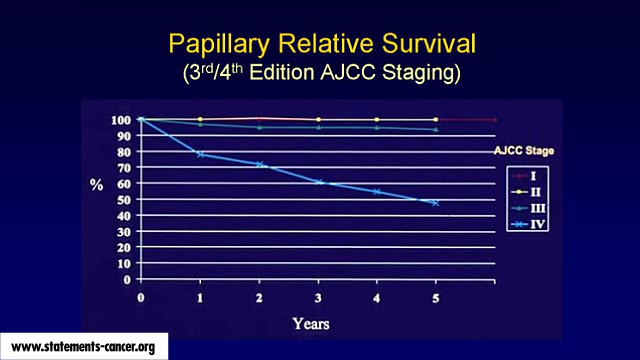 Papillary Relative Survival
(3rd/4th Edition AJCC Staging)
100
90
80
70
60
50
40
30
20
10
0
%
0 1 2 3 4 5
Years
AJCC Stage
I
II
III
IV
www.statements-cancer.org